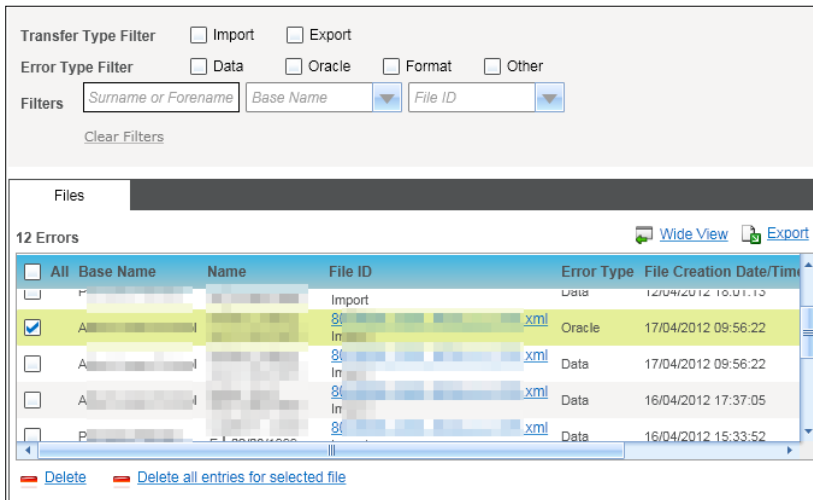 Transfer Type Filter Import Export
Error Type Filter Data Oracle Format Other
Filters Surname or Forename Base Name File ID
Clear Filters
Files
12 Errors Wide View Export
All Base Name Name File ID Error Type File Creation Date/Time
Import Data 12/04/2012 18:01:13
.xml Oracle 17/04/2012 09:56:22
.xml Data 17/04/2012 09:56:22
.xml Data 16/04/2012 17:37:05
.xml Data 16/04/2012 15:33:52
Delete Delete all entries for selected file